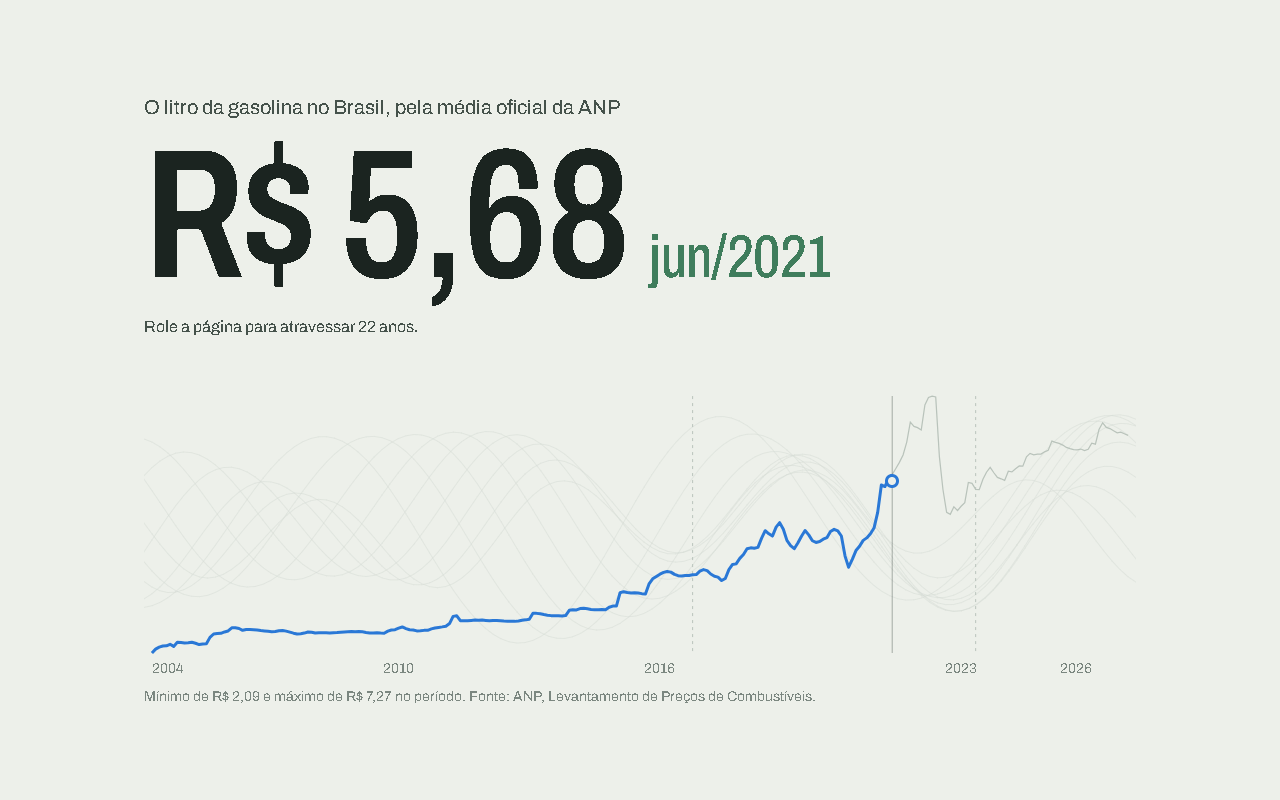 O litro da gasolina no Brasil, pela média oficial da ANP
R$ 5,68 jun/2021
Role a página para atravessar 22 anos.
2004 2010 2016 2023 2026
Mínimo de R$ 2,09 e máximo de R$ 7,27 no período. Fonte: ANP, Levantamento de Preços de Combustíveis.